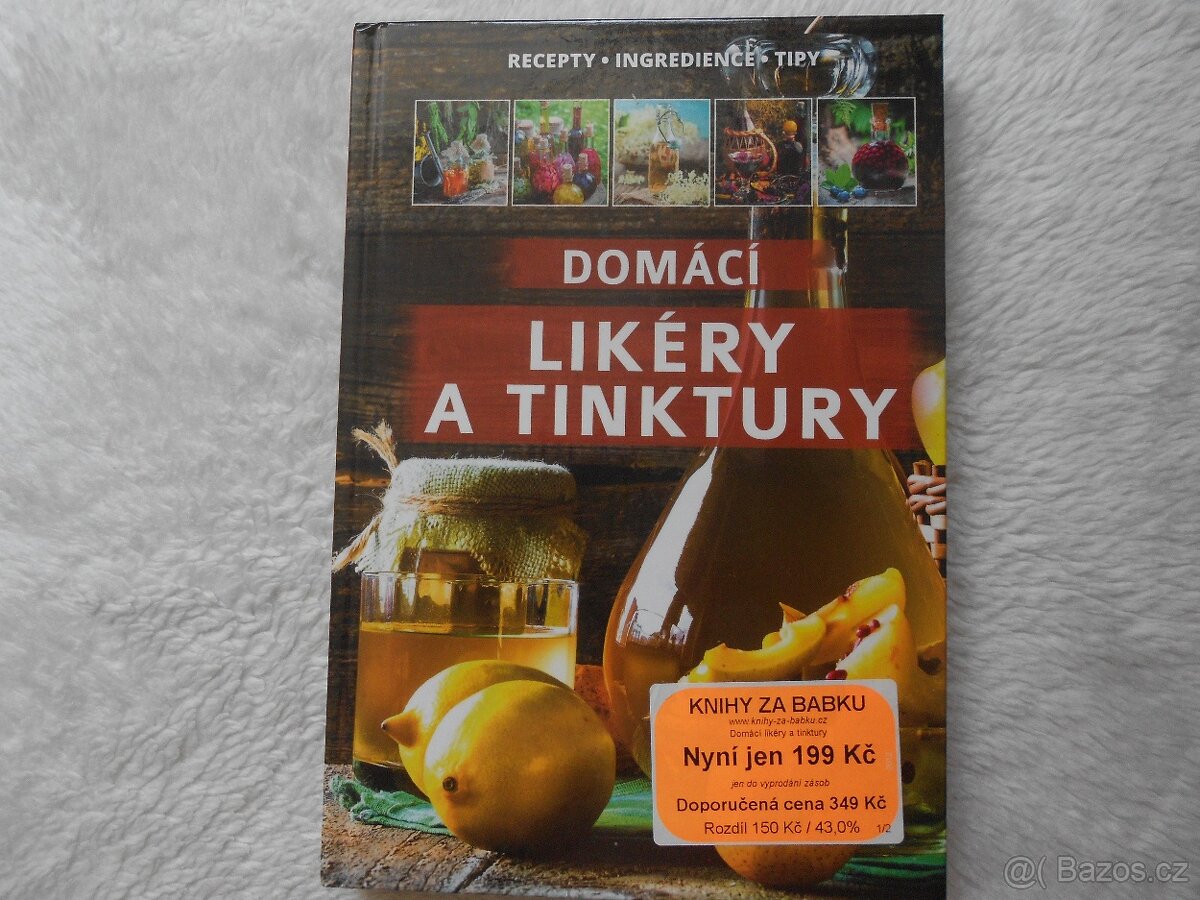 RECEPTY • INGREDIENCE • TIPY
DOMÁCÍ
LIKÉRY
A TINKTURY
KNIHY ZA BABKU
www.knihy-za-babku.cz
Domácí likéry a tinktury
Nyní jen 199 Kč
jen do vyprodání zásob
Doporučená cena 349 Kč
Rozdíl 150 Kč / 43,0%
1/2
Bazos.cz